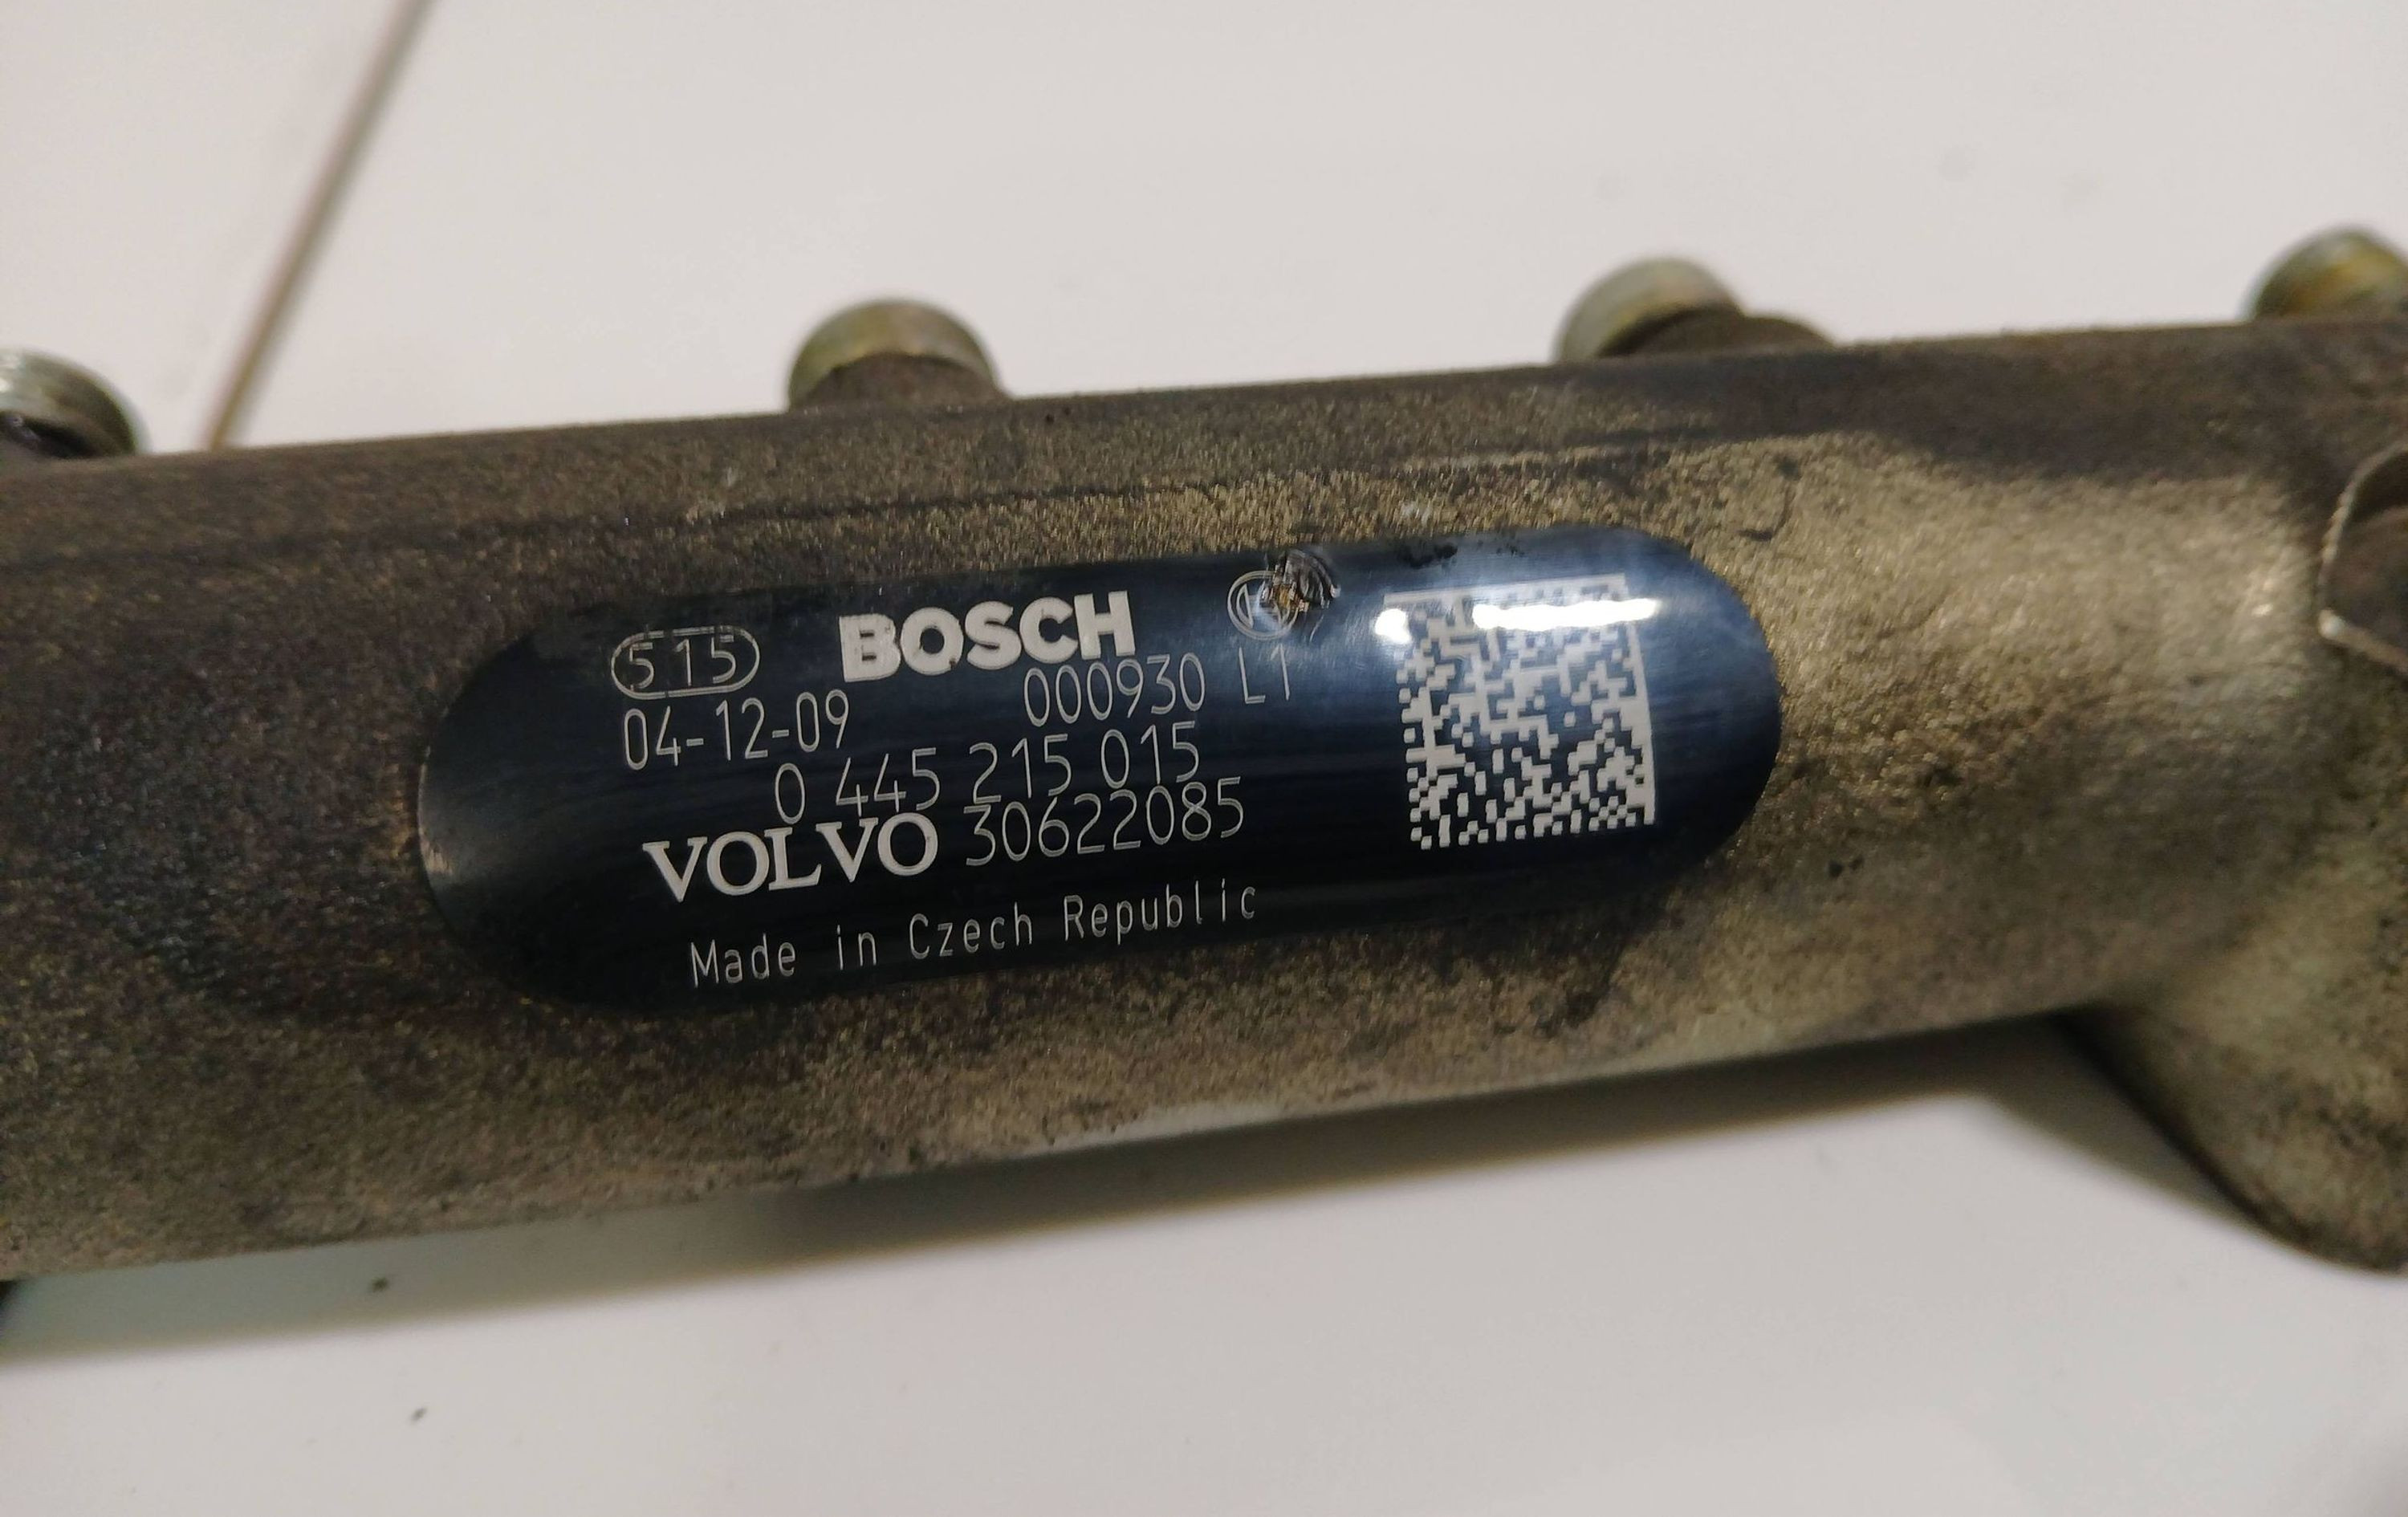 515 BOSCH
04-12-09 000930 L1
0 445 215 015
VOLVO 30622085
Made in Czech Republic